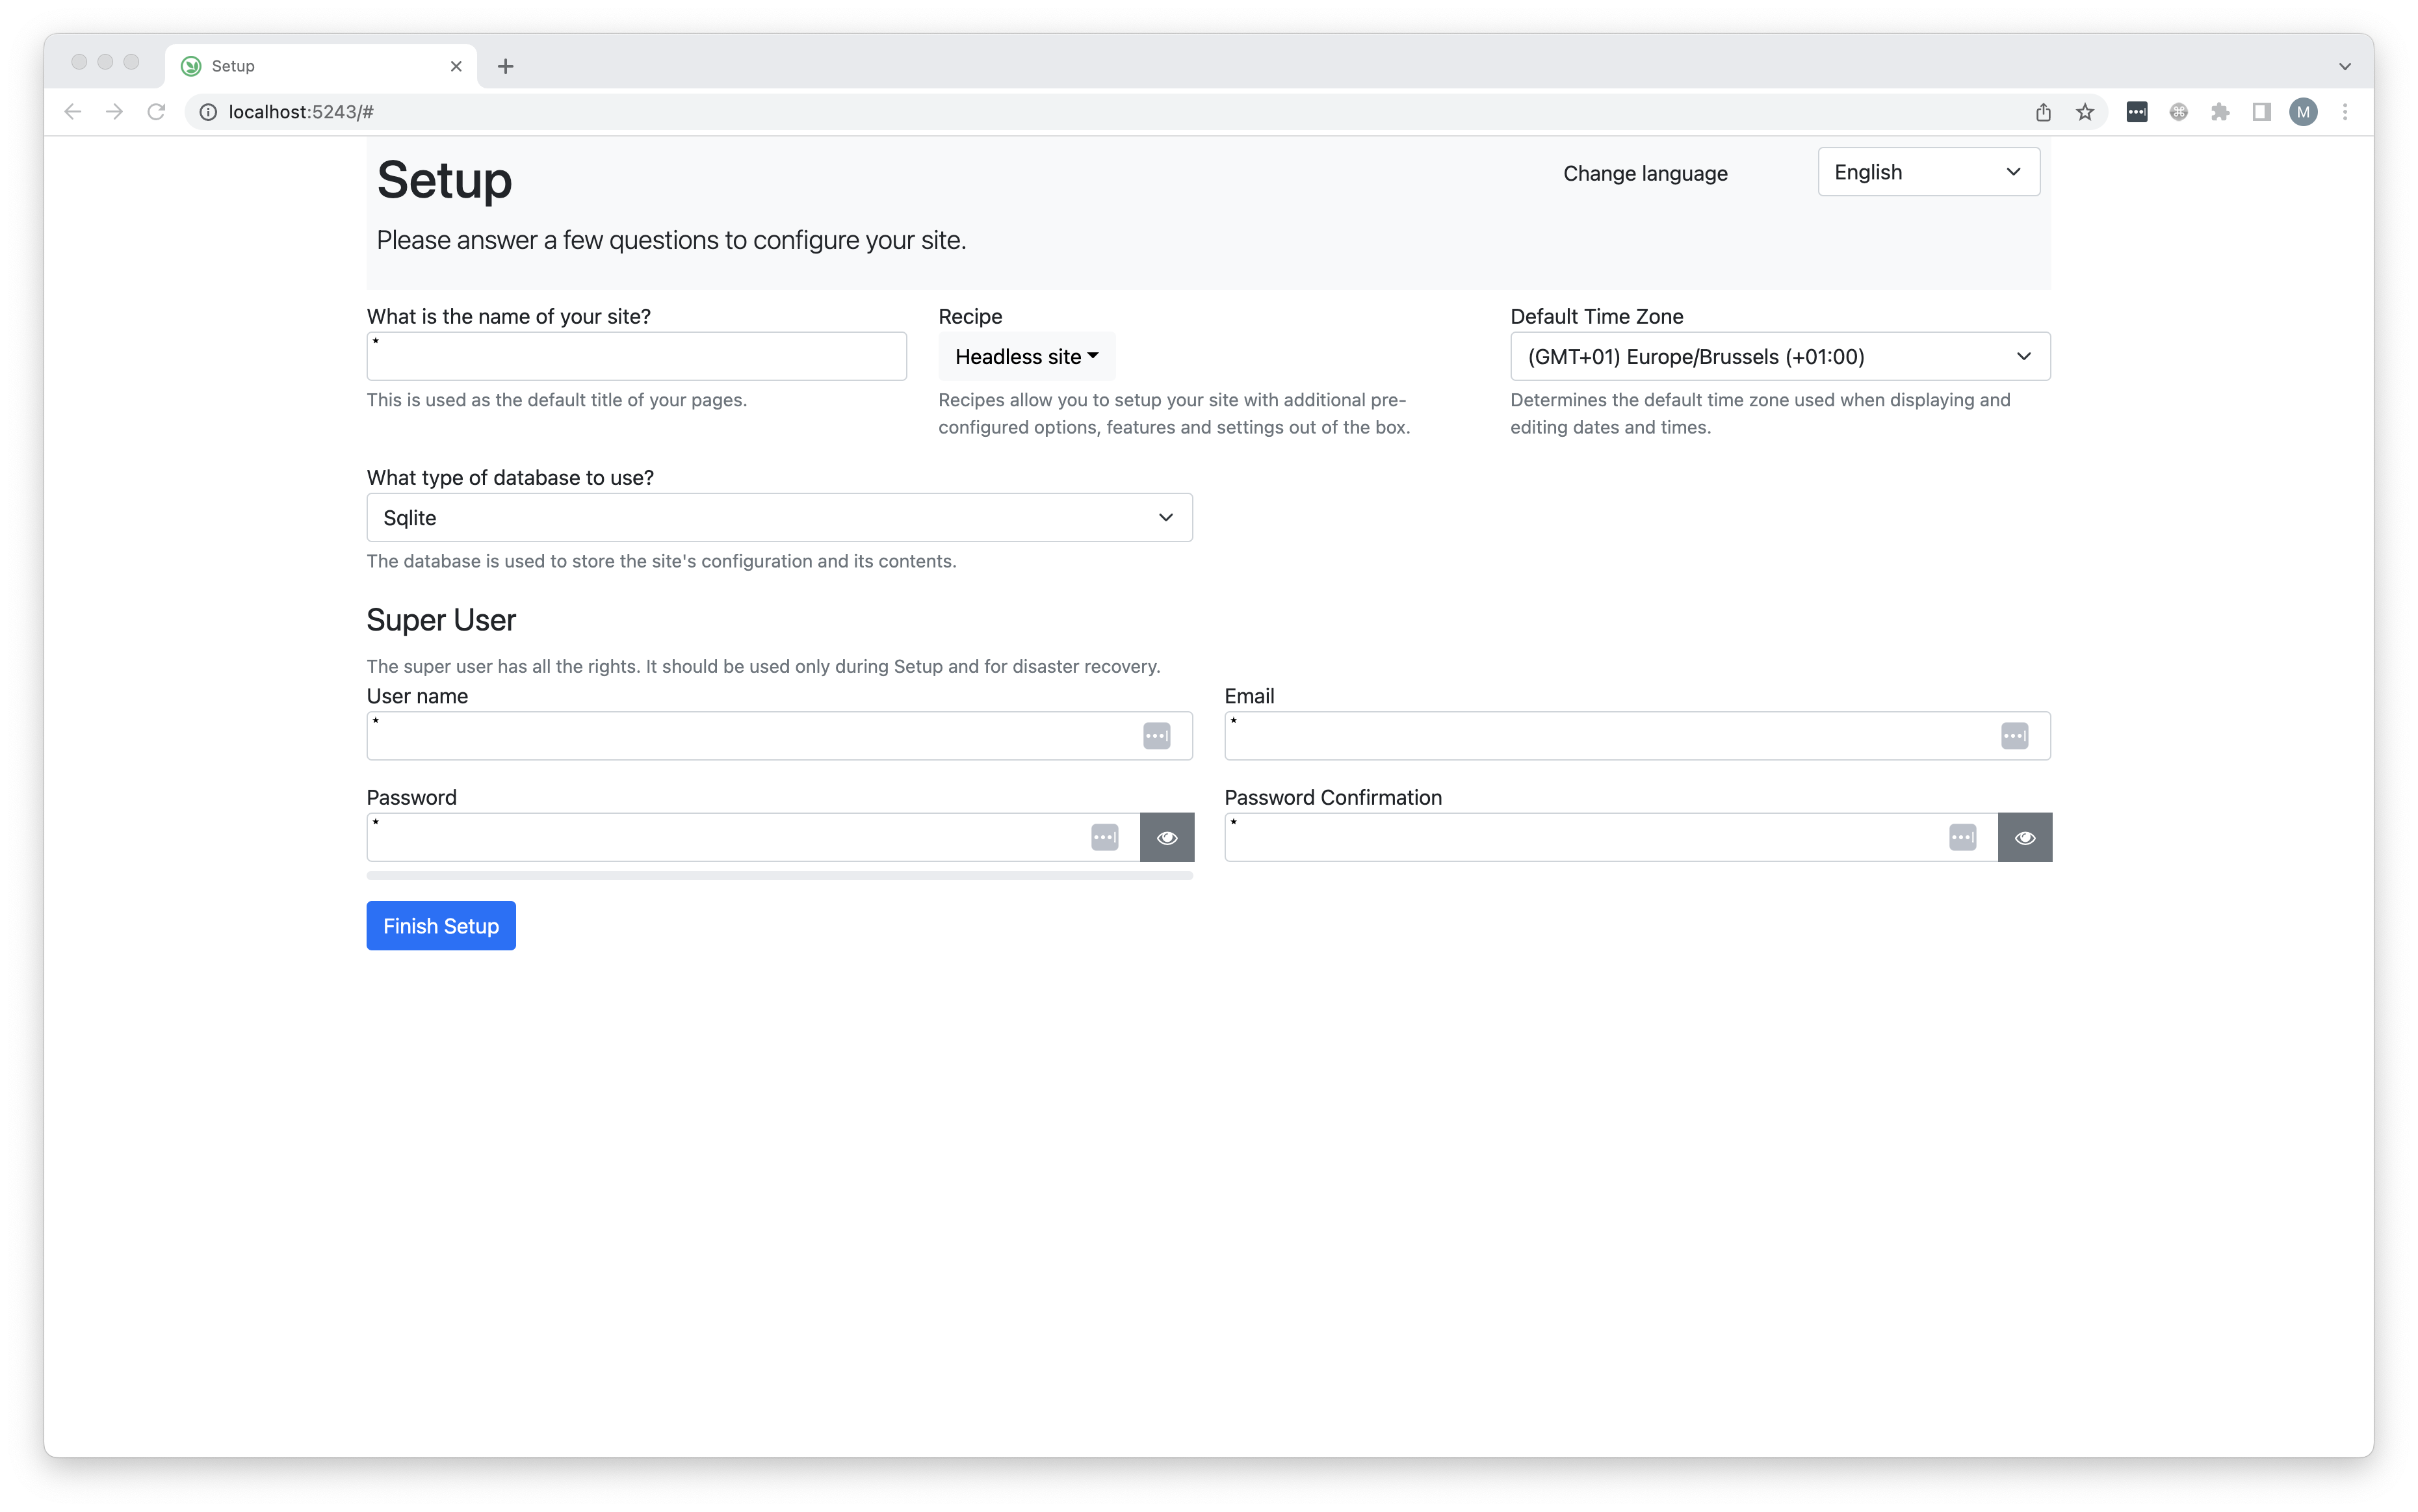 Setup
localhost:5243/#
M
Setup
Change language
English
Please answer a few questions to configure your site.
What is the name of your site?
*
This is used as the default title of your pages.
Recipe
Headless site
Recipes allow you to setup your site with additional pre-
configured options, features and settings out of the box.
Default Time Zone
(GMT+01) Europe/Brussels (+01:00)
Determines the default time zone used when displaying and
editing dates and times.
What type of database to use?
Sqlite
The database is used to store the site's configuration and its contents.
Super User
The super user has all the rights. It should be used only during Setup and for disaster recovery.
User name
*
Email
*
Password
*
Password Confirmation
*
Finish Setup